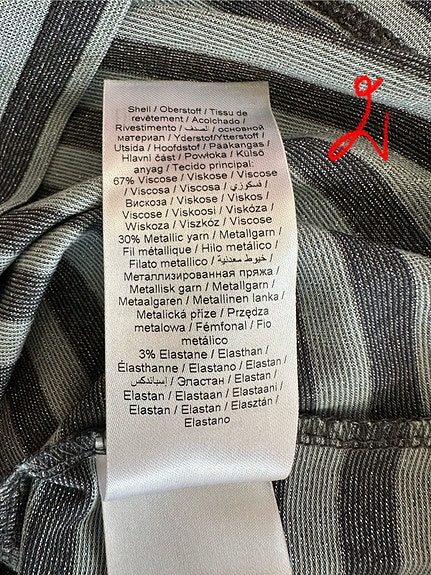 Shell / Oberstoff / Tissu de
revêtement / Acolchado /
Rivestimento / الصدف / основной
материал / Yderstof/Ytterstoff /
Utsida / Hoofdstof / Pääkangas /
Hlavní část / Powłoka / Külső
anyag / Tecido principal:
67% Viscose / Viskose / Viscose
/ Viscosa / Viscosa / فسكوزي /
Вискоза / Viskose / Viskos /
Viscose / Viskoosi / Viskóza /
Wiskoza / Viszkóz / Viscose
30% Metallic yarn / Metallgarn /
Fil métallique / Hilo metálico /
Filato metallico / خيوط معدنية /
Металлизированная пряжа /
Metallisk garn / Metallgarn /
Metaalgaren / Metallinen lanka /
Metalická příze / Przędza
metalowa / Fémfonal / Fio
metálico
3% Elastane / Elasthan /
Élasthanne / Elastano / Elastan /
إسباندكس / Эластан / Elastan /
Elastan / Elastaan / Elastaani /
Elastan / Elastan / Elasztán /
Elastano